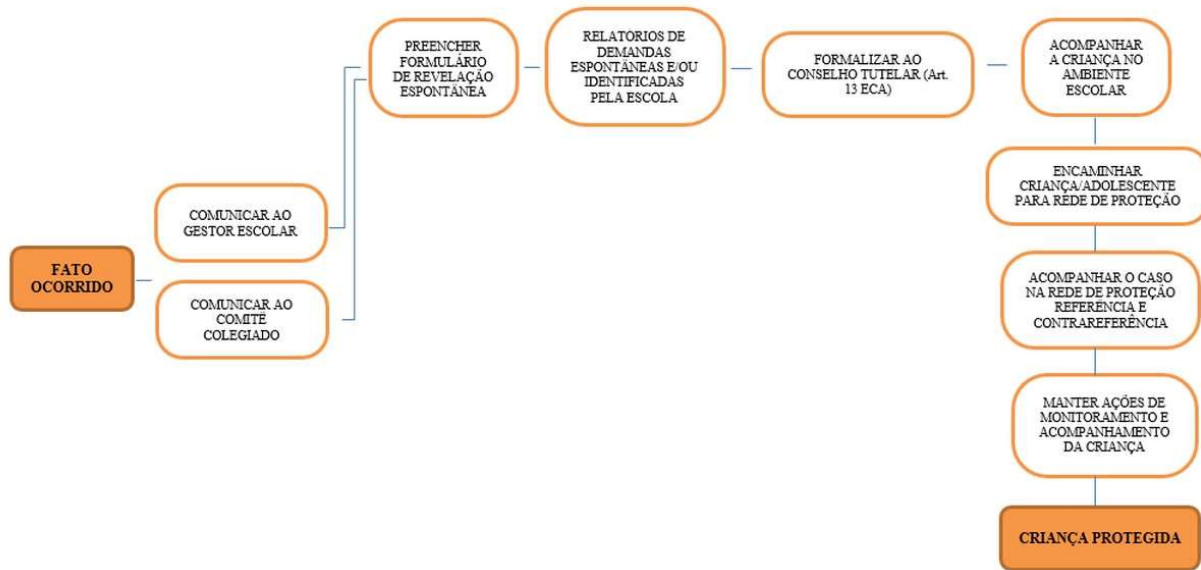 FATO
OCORRIDO
COMUNICAR AO
GESTOR ESCOLAR
COMUNICAR AO
COMITÊ
COLEGIADO
PREENCHER
FORMULÁRIO
DE REVELAÇÃO
ESPONTÂNEA
RELATÓRIOS DE
DEMANDAS
ESPONTÂNEAS E/OU
IDENTIFICADAS
PELA ESCOLA
FORMALIZAR AO
CONSELHO TUTELAR (Art.
13 ECA)
ACOMPANHAR
A CRIANÇA NO
AMBIENTE
ESCOLAR
ENCAMINHAR
CRIANÇA/ADOLESCENTE
PARA REDE DE PROTEÇÃO
ACOMPANHAR O CASO
NA REDE DE PROTEÇÃO
REFERÊNCIA E
CONTRAREFERÊNCIA
MANTER AÇÕES DE
MONITORAMENTO E
ACOMPANHAMENTO
DA CRIANÇA
CRIANÇA PROTEGIDA